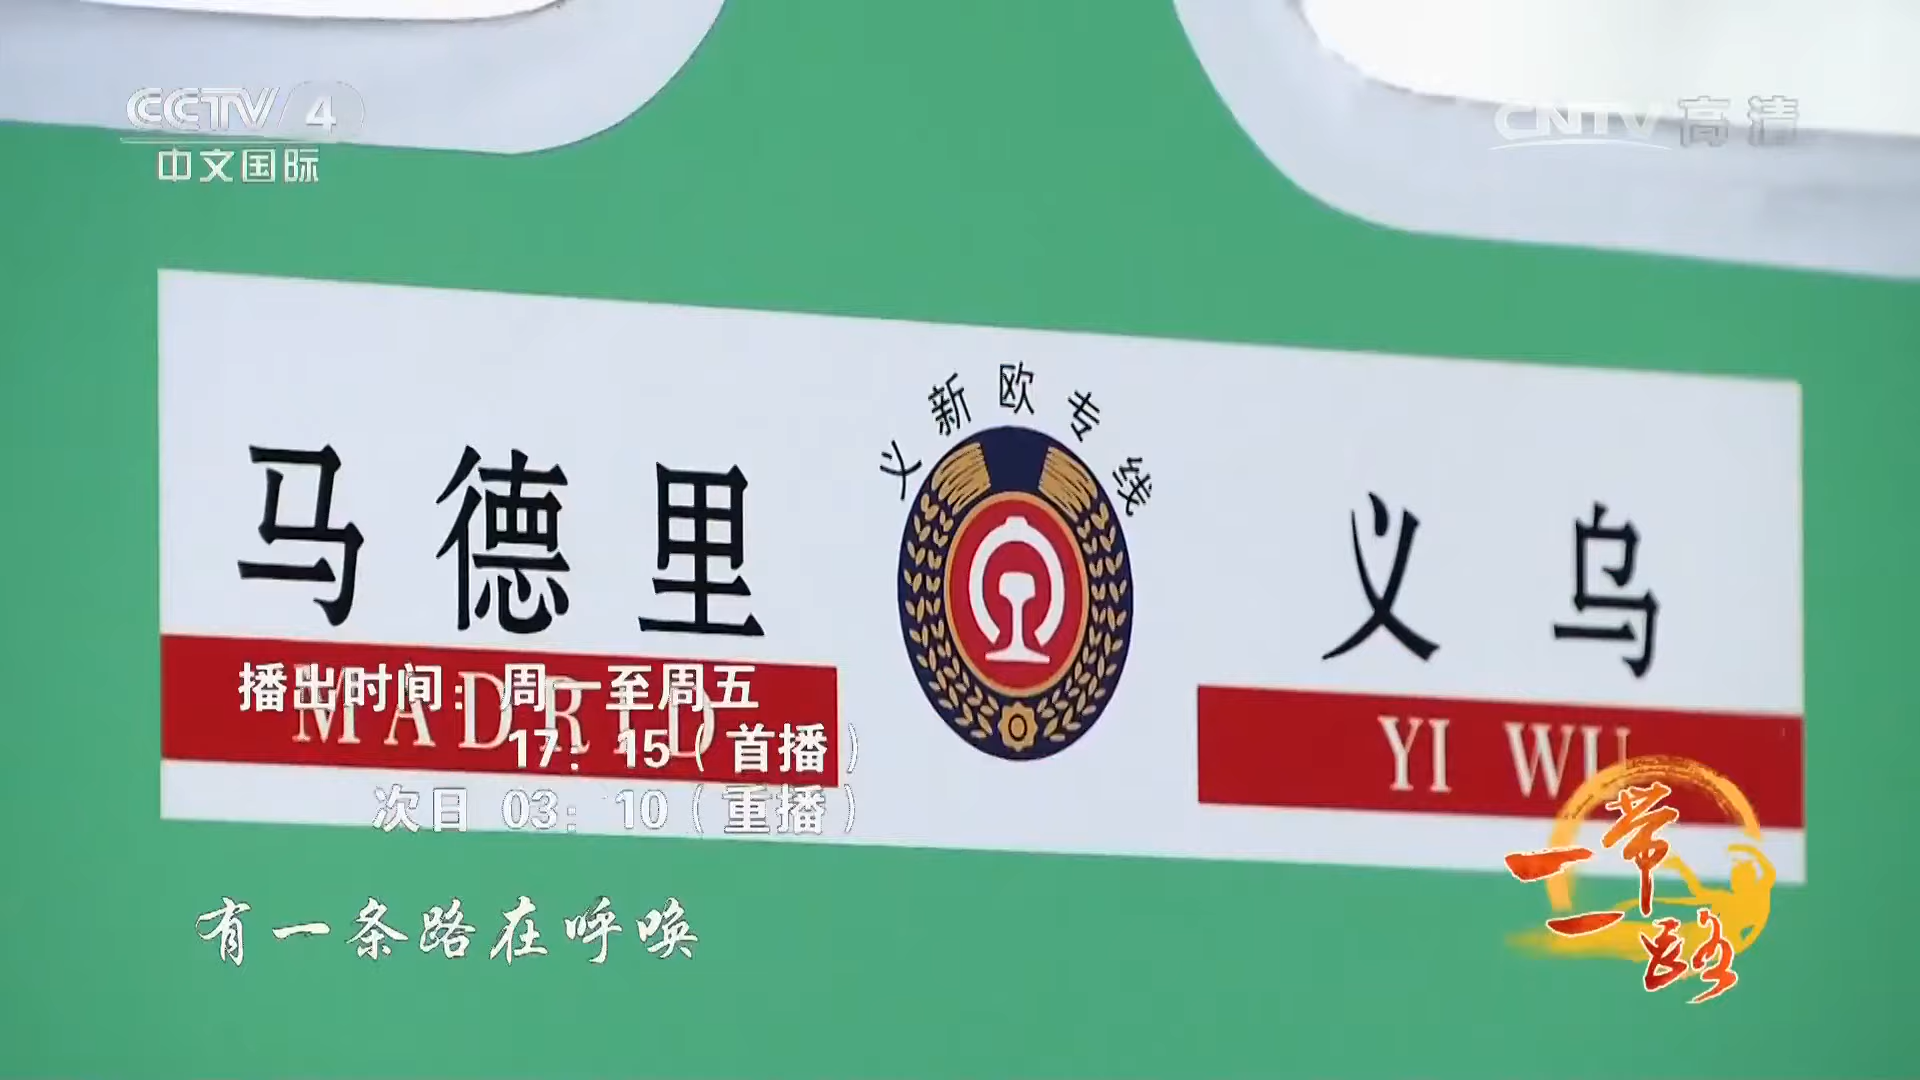 CCTV 4
中文国际
CNTV 高清
义新欧专线
马德里
义乌
MADRID
YI WU
播出时间：周一至周五
17：15（首播）
次日 03：10（重播）
有一条路在呼唤
一带一路